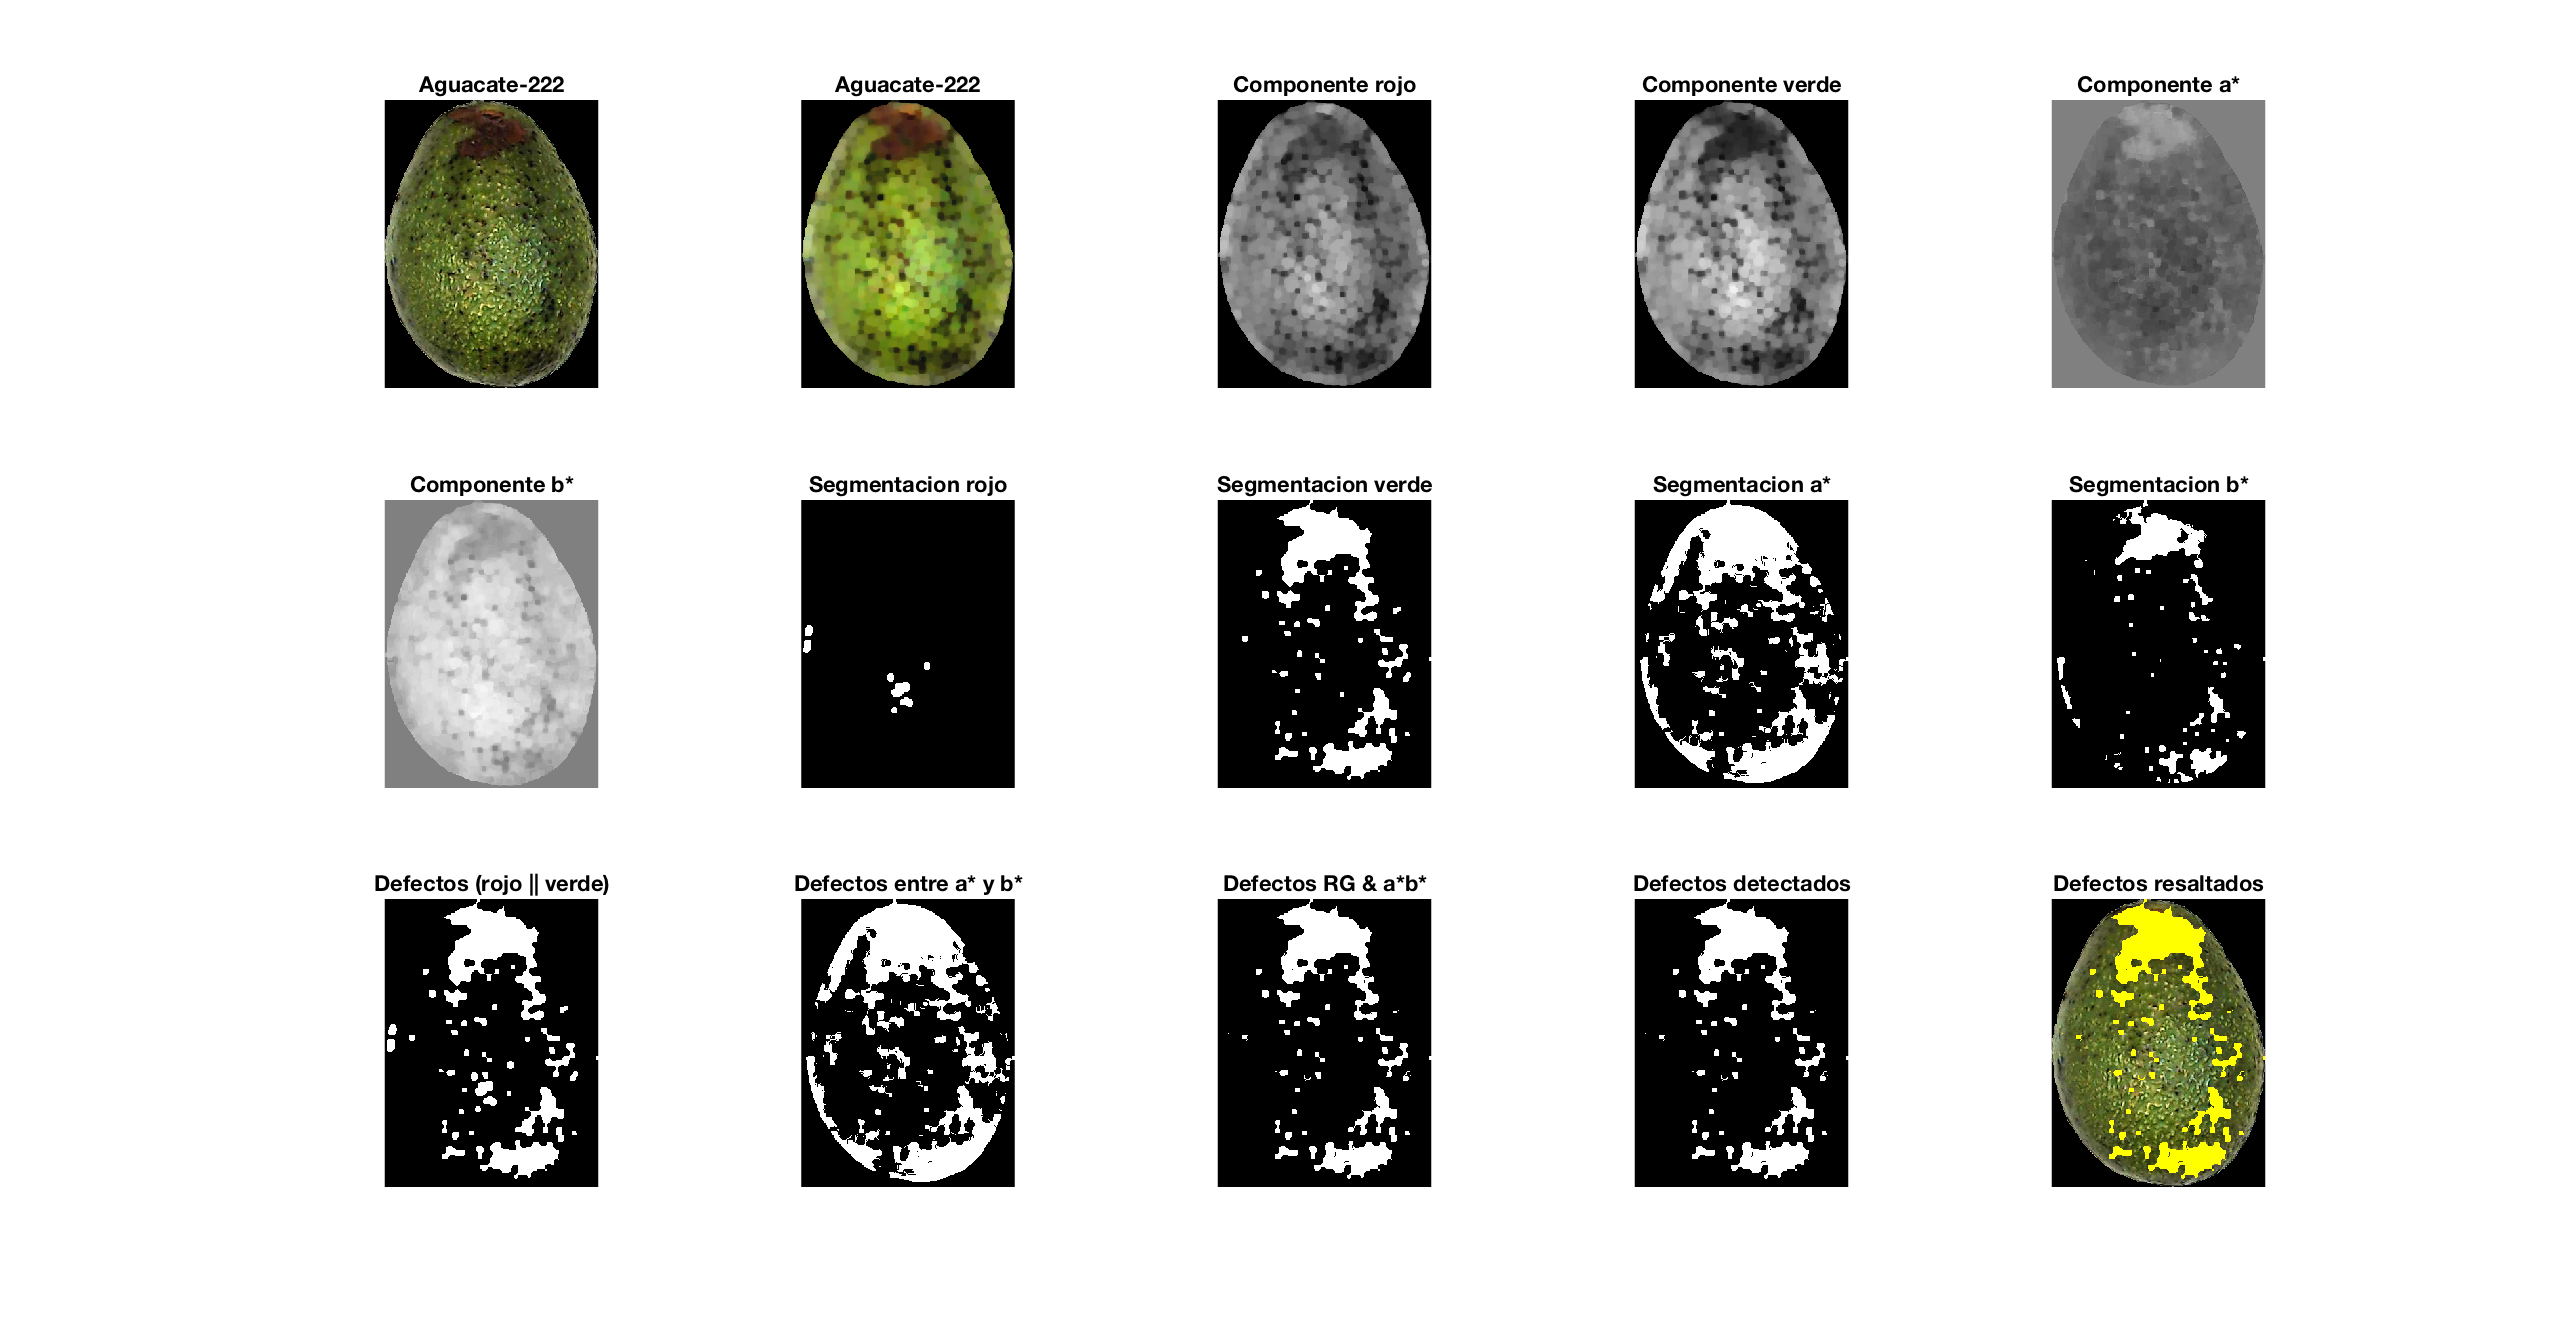 Aguacate-222
Aguacate-222
Componente rojo
Componente verde
Componente a*
Componente b*
Segmentacion rojo
Segmentacion verde
Segmentacion a*
Segmentacion b*
Defectos (rojo || verde)
Defectos entre a* y b*
Defectos RG & a*b*
Defectos detectados
Defectos resaltados